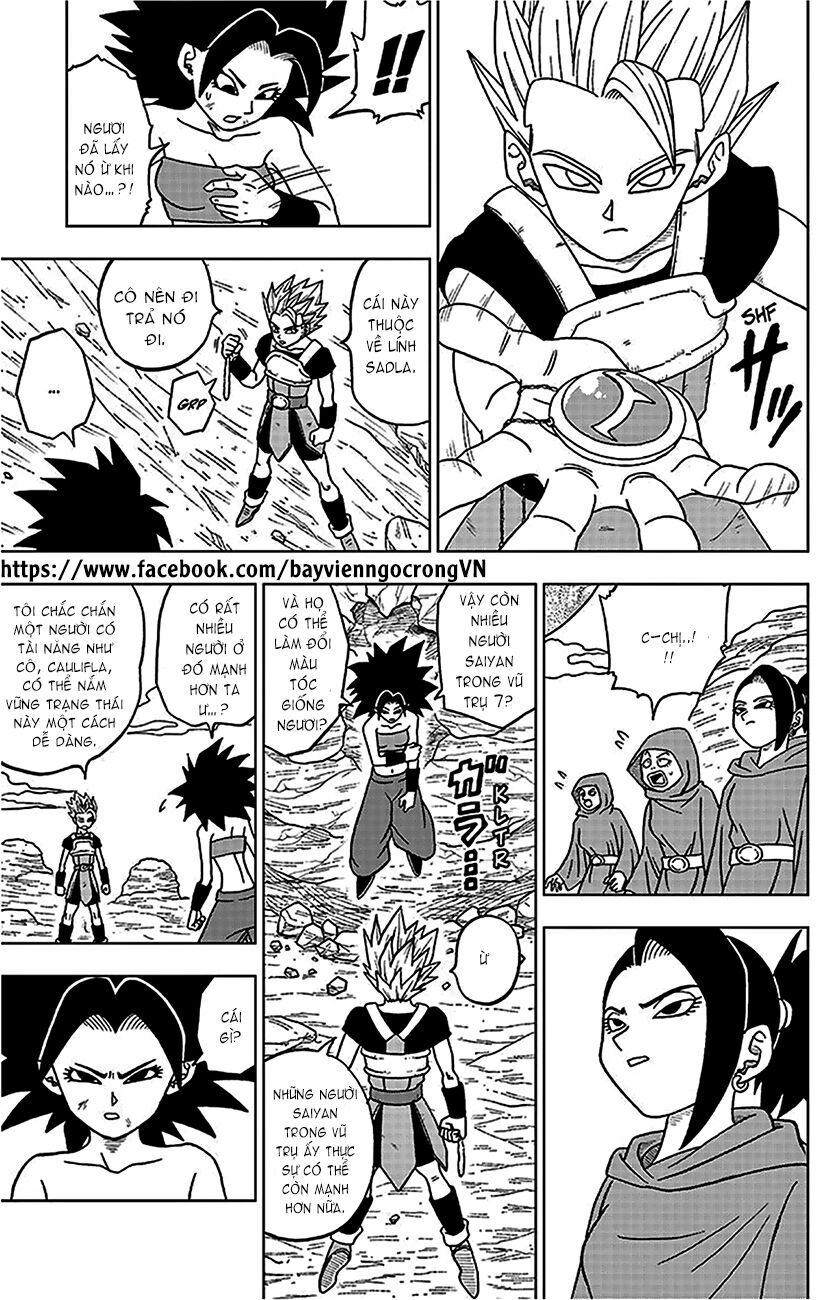 SHF
ザッ
!!
NGƯƠI
ĐÃ LẤY
NÓ Ừ KHI
NÀO...?!
CÁI NÀY
THUỘC
VỀ LÍNH
SADLA.
CÔ NÊN ĐI
TRẢ NÓ
ĐI.
GRP
...
https://www.facebook.com/bayvienngocrongVN
C-CHỊ..!
!!
VẬY CÒN
NHIỀU
NGƯỜI
SAIYAN
TRONG VŨ
TRỤ 7?
VÀ HỌ
CÓ THỂ
LÀM ĐỔI
MÀU
TÓC
GIỐNG
NGƯƠI?
KLTR
ガラ...
Ừ
NHỮNG NGƯỜI
SAIYAN
TRONG VŨ
TRỤ ẤY THỰC
SỰ CÓ THỂ
CÒN MẠNH
HƠN NỮA.
CÓ RẤT
NHIỀU
NGƯỜI Ở
ĐÓ MẠNH
HƠN TA
Ư...?
TÔI CHẮC CHẮN
MỘT NGƯỜI CÓ
TÀI NĂNG NHƯ
CÔ, CAULIFLA,
CÓ THỂ NẮM
VỮNG TRẠNG THÁI
NÀY MỘT CÁCH
DỄ DÀNG.
CÁI
GÌ?